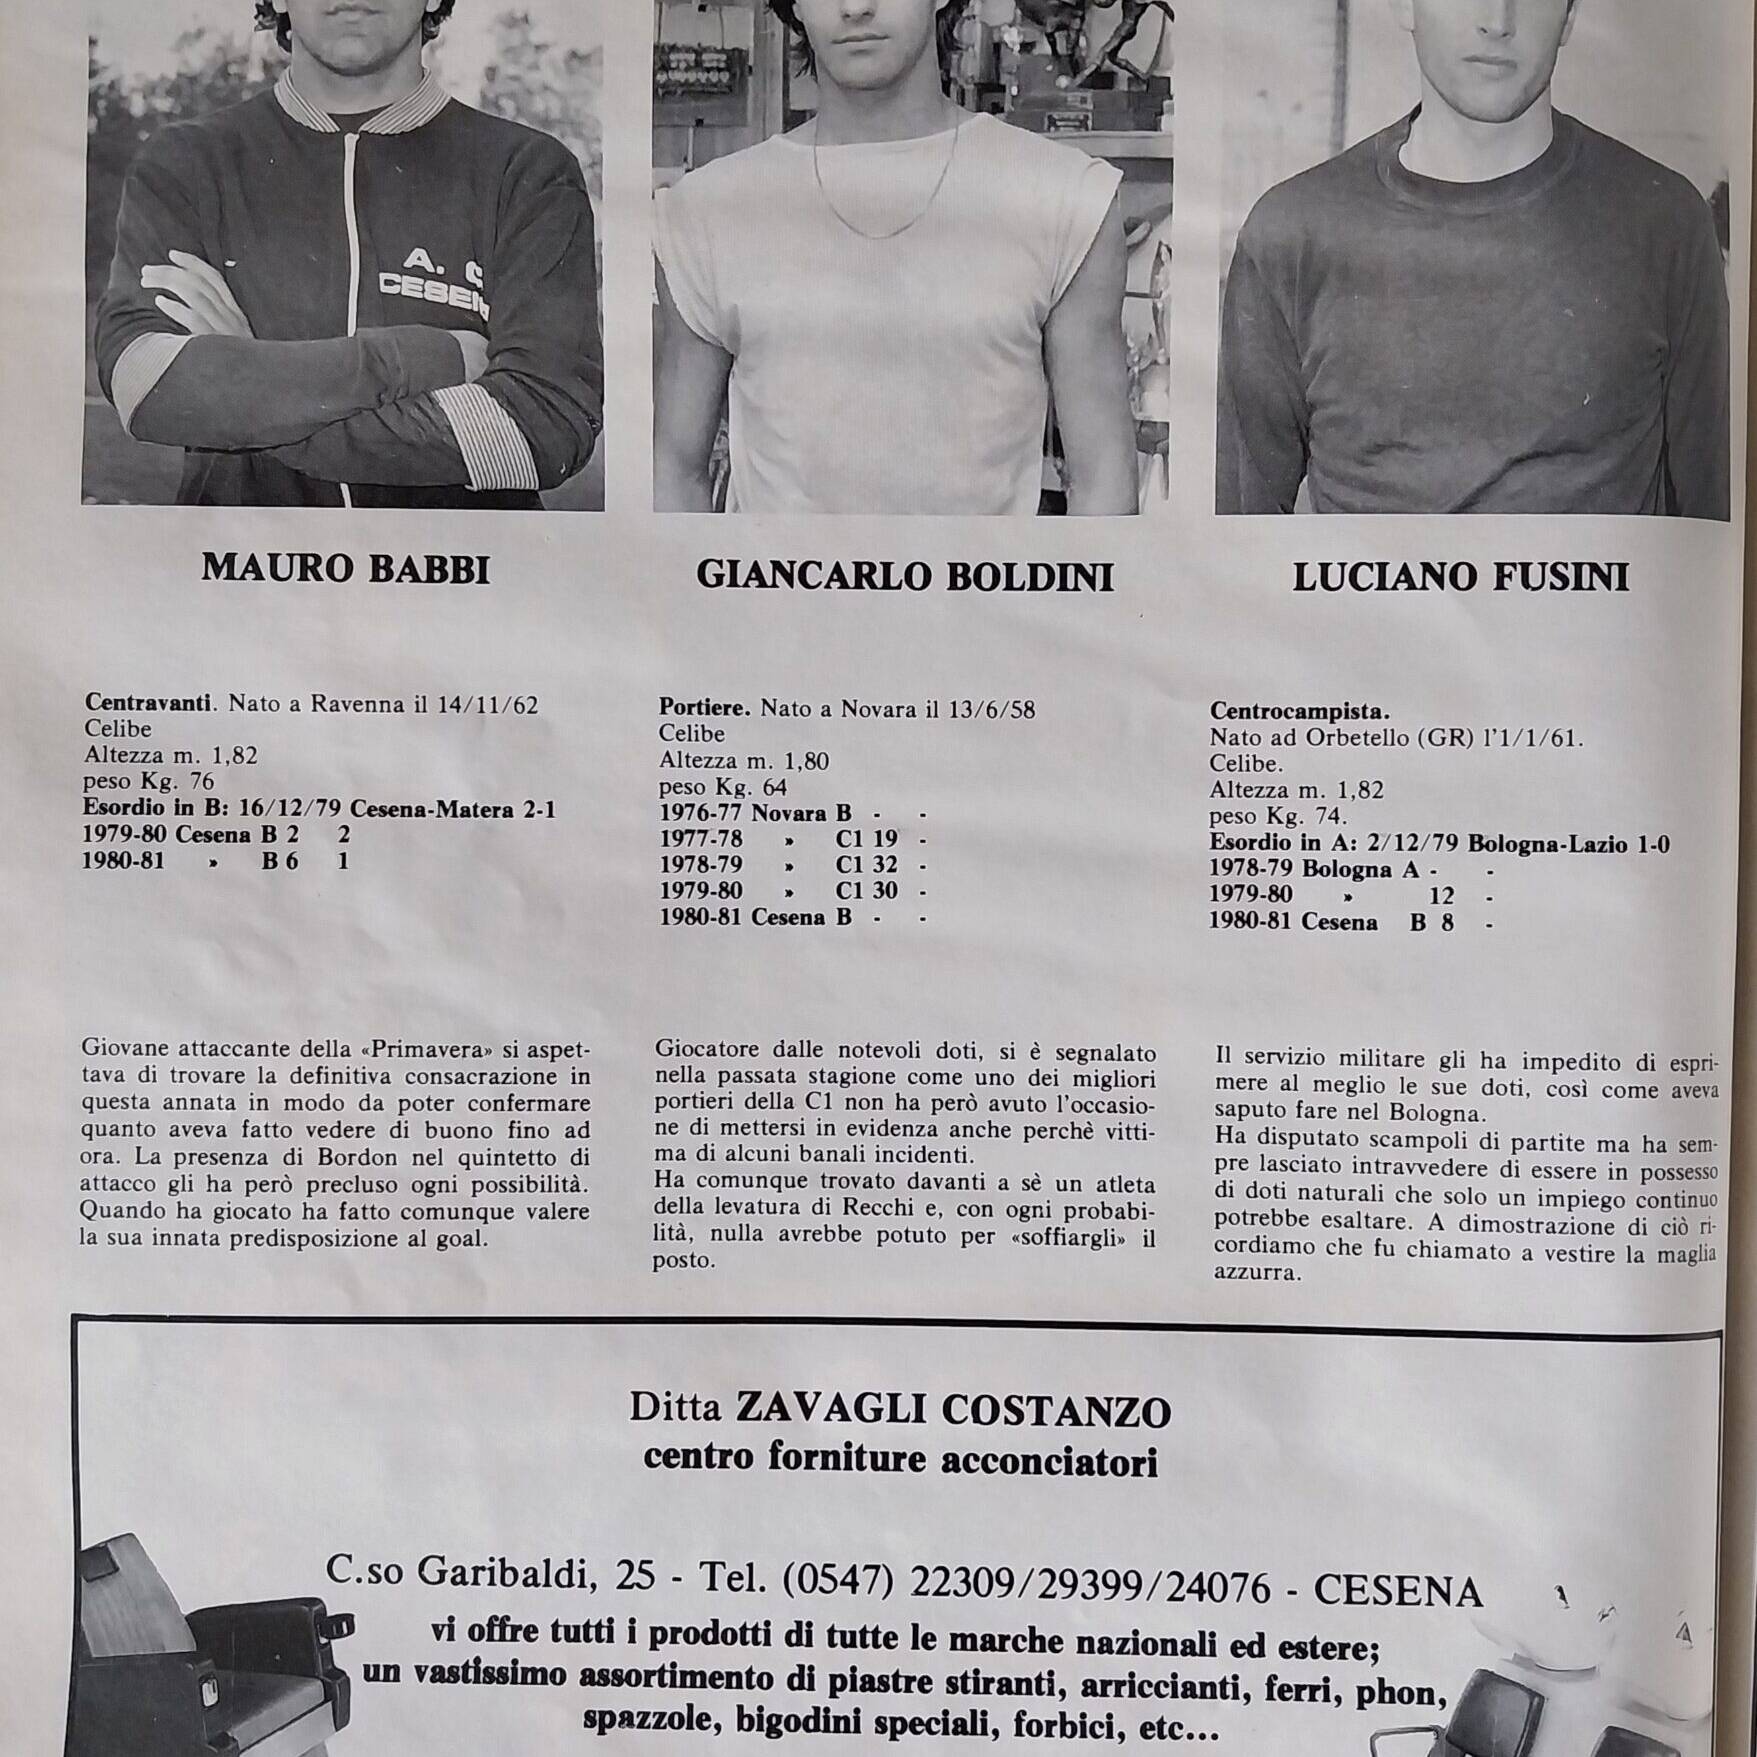 A. C.
CESENA
MAURO BABBI
Centravanti. Nato a Ravenna il 14/11/62
Celibe
Altezza m. 1,82
peso Kg. 76
Esordio in B: 16/12/79 Cesena-Matera 2-1
1979-80 Cesena B 2 2
1980-81 » B 6 1
Giovane attaccante della «Primavera» si aspet-
tava di trovare la definitiva consacrazione in
questa annata in modo da poter confermare
quanto aveva fatto vedere di buono fino ad
ora. La presenza di Bordon nel quintetto di
attacco gli ha però precluso ogni possibilità.
Quando ha giocato ha fatto comunque valere
la sua innata predisposizione al goal.
GIANCARLO BOLDINI
Portiere. Nato a Novara il 13/6/58
Celibe
Altezza m. 1,80
peso Kg. 64
1976-77 Novara B - -
1977-78 » C1 19 -
1978-79 » C1 32 -
1979-80 » C1 30 -
1980-81 Cesena B - -
Giocatore dalle notevoli doti, si è segnalato
nella passata stagione come uno dei migliori
portieri della C1 non ha però avuto l'occasio-
ne di mettersi in evidenza anche perchè vitti-
ma di alcuni banali incidenti.
Ha comunque trovato davanti a sè un atleta
della levatura di Recchi e, con ogni probabi-
lità, nulla avrebbe potuto per «soffiargli» il
posto.
LUCIANO FUSINI
Centrocampista.
Nato ad Orbetello (GR) l'1/1/61.
Celibe.
Altezza m. 1,82
peso Kg. 74.
Esordio in A: 2/12/79 Bologna-Lazio 1-0
1978-79 Bologna A - -
1979-80 » 12 -
1980-81 Cesena B 8 -
Il servizio militare gli ha impedito di espri-
mere al meglio le sue doti, così come aveva
saputo fare nel Bologna.
Ha disputato scampoli di partite ma ha sem-
pre lasciato intravvedere di essere in possesso
di doti naturali che solo un impiego continuo
potrebbe esaltare. A dimostrazione di ciò ri-
cordiamo che fu chiamato a vestire la maglia
azzurra.
Ditta ZAVAGLI COSTANZO
centro forniture acconciatori
C.so Garibaldi, 25 - Tel. (0547) 22309/29399/24076 - CESENA
vi offre tutti i prodotti di tutte le marche nazionali ed estere;
un vastissimo assortimento di piastre stiranti, arriccianti, ferri, phon,
spazzole, bigodini speciali, forbici, etc...